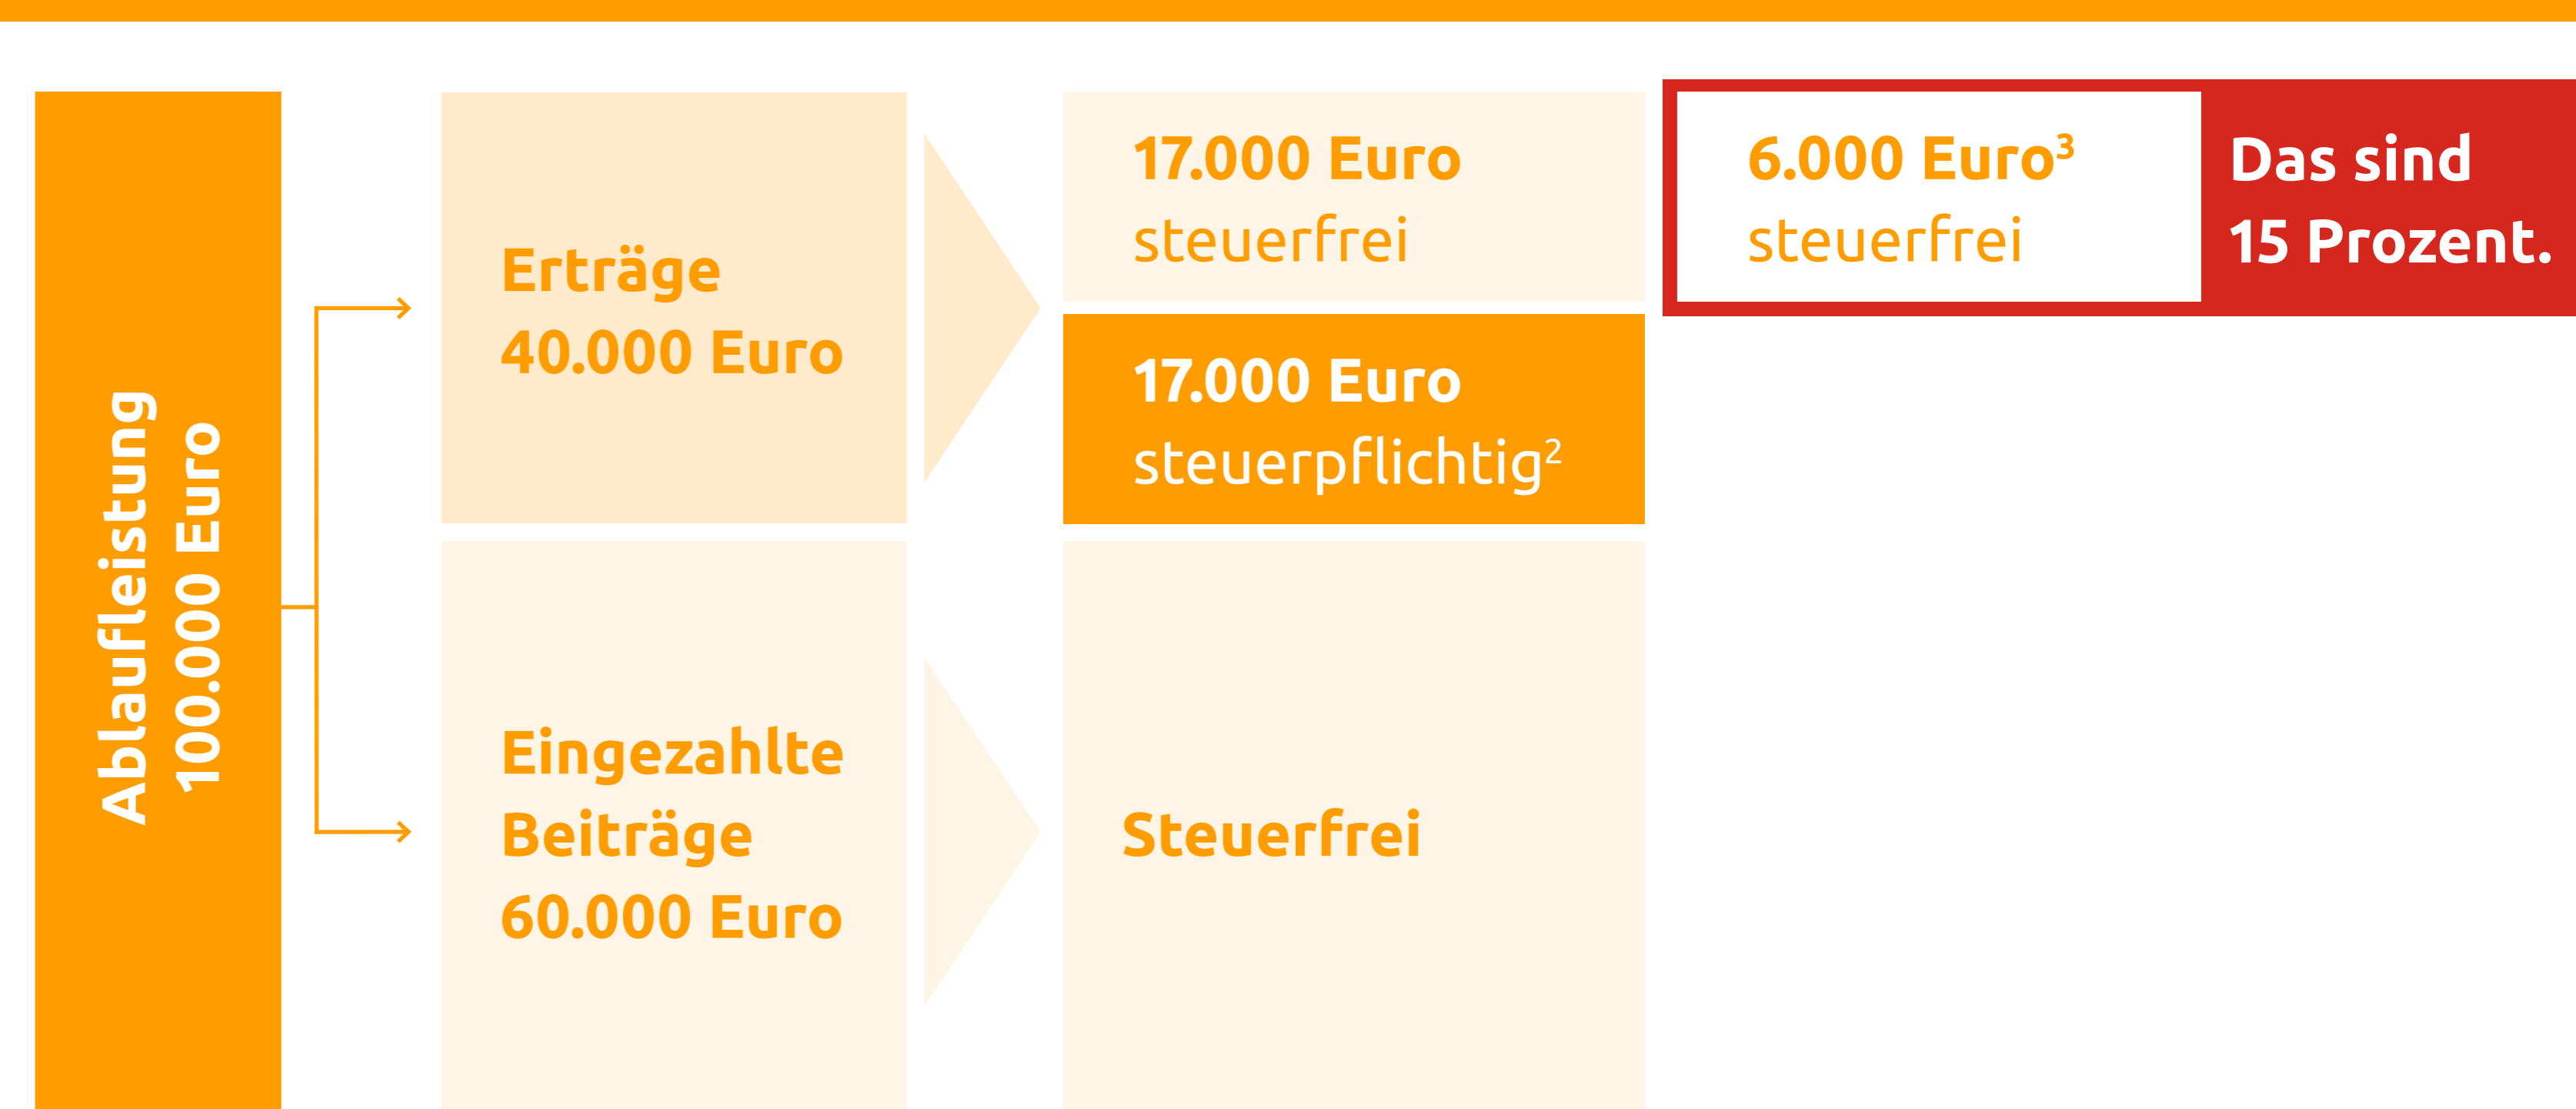 Ablaufleistung
100.000 Euro
Erträge
40.000 Euro
17.000 Euro
steuerfrei
6.000 Euro³
steuerfrei
Das sind
15 Prozent.
17.000 Euro
steuerpflichtig²
Eingezahlte
Beiträge
60.000 Euro
Steuerfrei